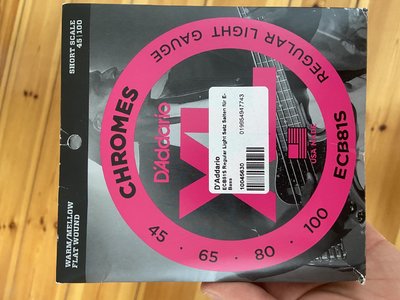 SHORT SCALE
45|100
WARM/MELLOW
FLAT WOUND
CHROMES
REGULAR LIGHT GAUGE
ECB81S
D'Addario
XL
USA
45 · 65 · 80 · 100
D'Addario
ECB81S Regular Light Satz Saiten für E-
Bass
10045630
019954947743